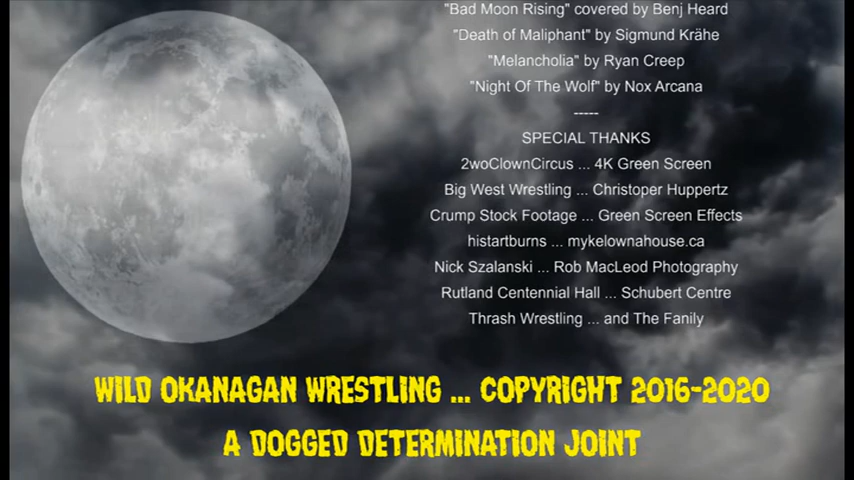 "Bad Moon Rising" covered by Benj Heard
"Death of Maliphant" by Sigmund Krähe
"Melancholia" by Ryan Creep
"Night Of The Wolf" by Nox Arcana
-----
SPECIAL THANKS
2woClownCircus ... 4K Green Screen
Big West Wrestling ... Christoper Huppertz
Crump Stock Footage ... Green Screen Effects
histartburns ... mykelownahouse.ca
Nick Szalanski ... Rob MacLeod Photography
Rutland Centennial Hall ... Schubert Centre
Thrash Wrestling ... and The Fanily
WILD OKANAGAN WRESTLING ... COPYRIGHT 2016-2020
A DOGGED DETERMINATION JOINT